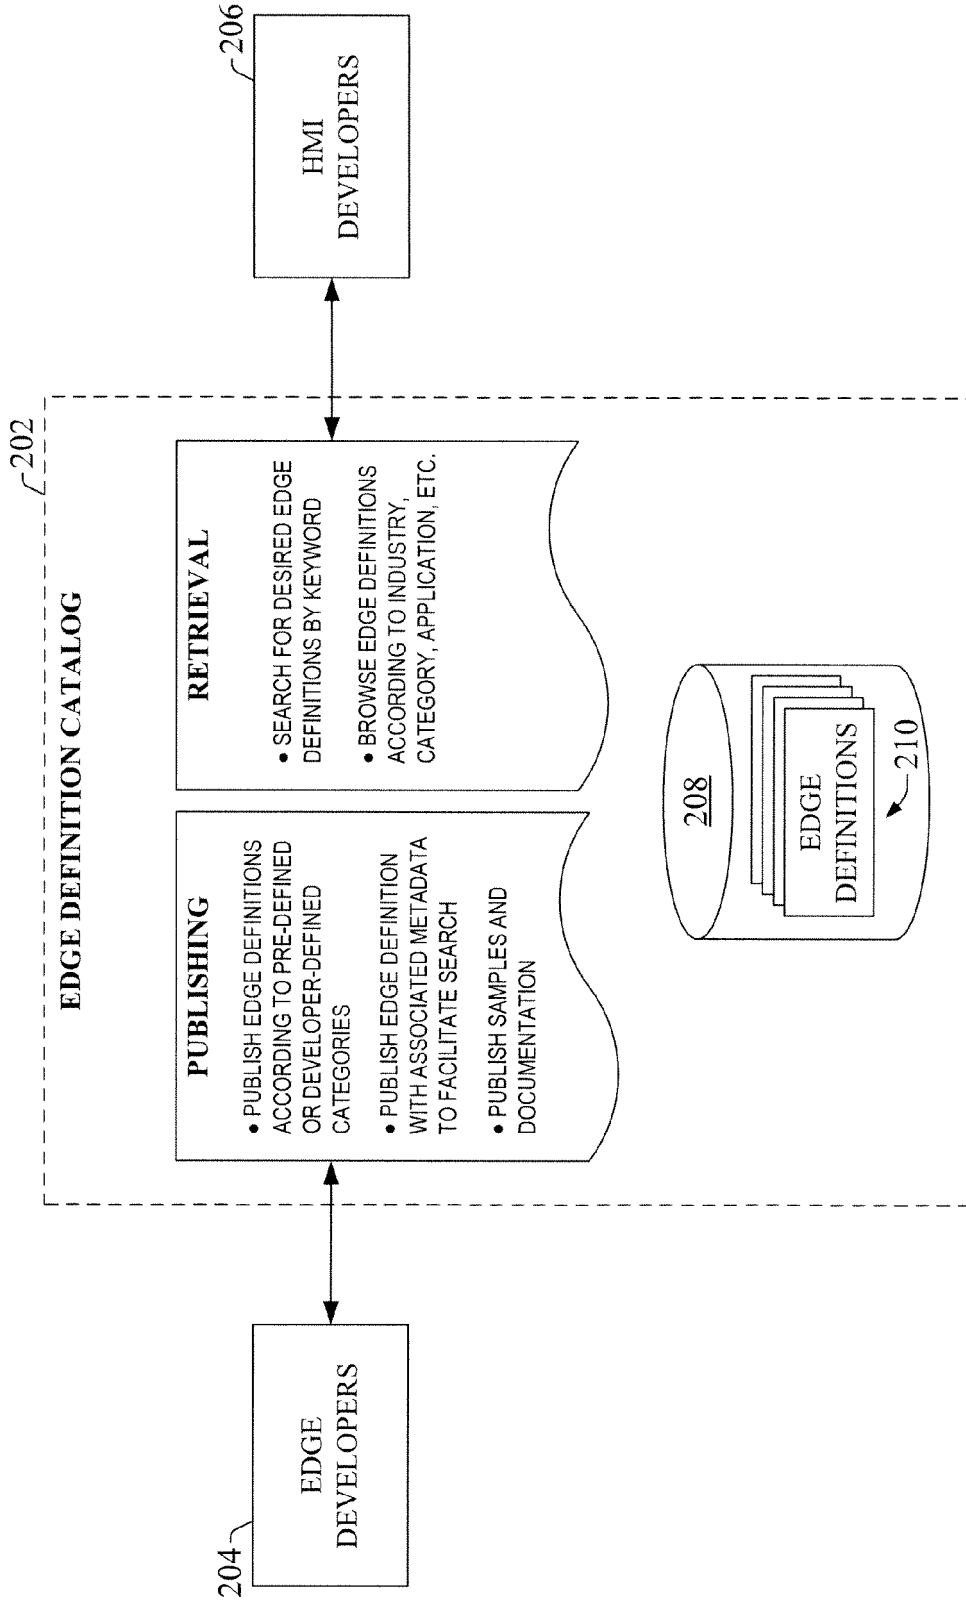 202
EDGE DEFINITION CATALOG
204
EDGE
DEVELOPERS
PUBLISHING
• PUBLISH EDGE DEFINITIONS
ACCORDING TO PRE-DEFINED
OR DEVELOPER-DEFINED
CATEGORIES
• PUBLISH EDGE DEFINITION
WITH ASSOCIATED METADATA
TO FACILITATE SEARCH
• PUBLISH SAMPLES AND
DOCUMENTATION
RETRIEVAL
• SEARCH FOR DESIRED EDGE
DEFINITIONS BY KEYWORD
• BROWSE EDGE DEFINITIONS
ACCORDING TO INDUSTRY,
CATEGORY, APPLICATION, ETC.
206
HMI
DEVELOPERS
208
EDGE
DEFINITIONS
210